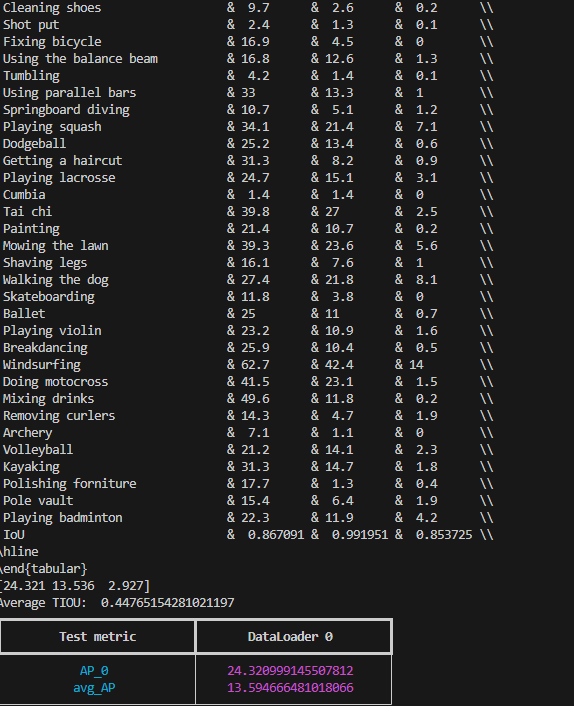 Cleaning shoes & 9.7 & 2.6 & 0.2 \\
Shot put & 2.4 & 1.3 & 0.1 \\
Fixing bicycle & 16.9 & 4.5 & 0 \\
Using the balance beam & 16.8 & 12.6 & 1.3 \\
Tumbling & 4.2 & 1.4 & 0.1 \\
Using parallel bars & 33 & 13.3 & 1 \\
Springboard diving & 10.7 & 5.1 & 1.2 \\
Playing squash & 34.1 & 21.4 & 7.1 \\
Dodgeball & 25.2 & 13.4 & 0.6 \\
Getting a haircut & 31.3 & 8.2 & 0.9 \\
Playing lacrosse & 24.7 & 15.1 & 3.1 \\
Cumbia & 1.4 & 1.4 & 0 \\
Tai chi & 39.8 & 27 & 2.5 \\
Painting & 21.4 & 10.7 & 0.2 \\
Mowing the lawn & 39.3 & 23.6 & 5.6 \\
Shaving legs & 16.1 & 7.6 & 1 \\
Walking the dog & 27.4 & 21.8 & 8.1 \\
Skateboarding & 11.8 & 3.8 & 0 \\
Ballet & 25 & 11 & 0.7 \\
Playing violin & 23.2 & 10.9 & 1.6 \\
Breakdancing & 25.9 & 10.4 & 0.5 \\
Windsurfing & 62.7 & 42.4 & 14 \\
Doing motocross & 41.5 & 23.1 & 1.5 \\
Mixing drinks & 49.6 & 11.8 & 0.2 \\
Removing curlers & 14.3 & 4.7 & 1.9 \\
Archery & 7.1 & 1.1 & 0 \\
Volleyball & 21.2 & 14.1 & 2.3 \\
Kayaking & 31.3 & 14.7 & 1.8 \\
Polishing forniture & 17.7 & 1.3 & 0.4 \\
Pole vault & 15.4 & 6.4 & 1.9 \\
Playing badminton & 22.3 & 11.9 & 4.2 \\
IoU & 0.867091 & 0.991951 & 0.853725 \\
\hline
\end{tabular}
[24.321 13.536 2.927]
Average TIOU: 0.44765154281021197
Test metric DataLoader 0
AP_0 24.320999145507812
avg_AP 13.594666481018066